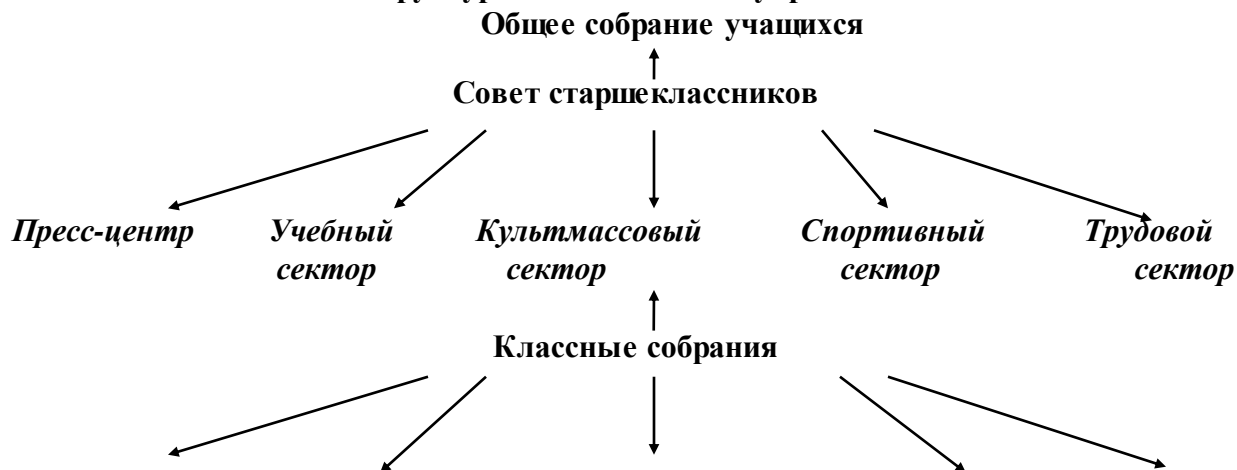 Общее собрание учащихся
Совет старшеклассников
Пресс-центр Учебный Культмассовый Спортивный Трудовой
сектор сектор сектор сектор
Классные собрания